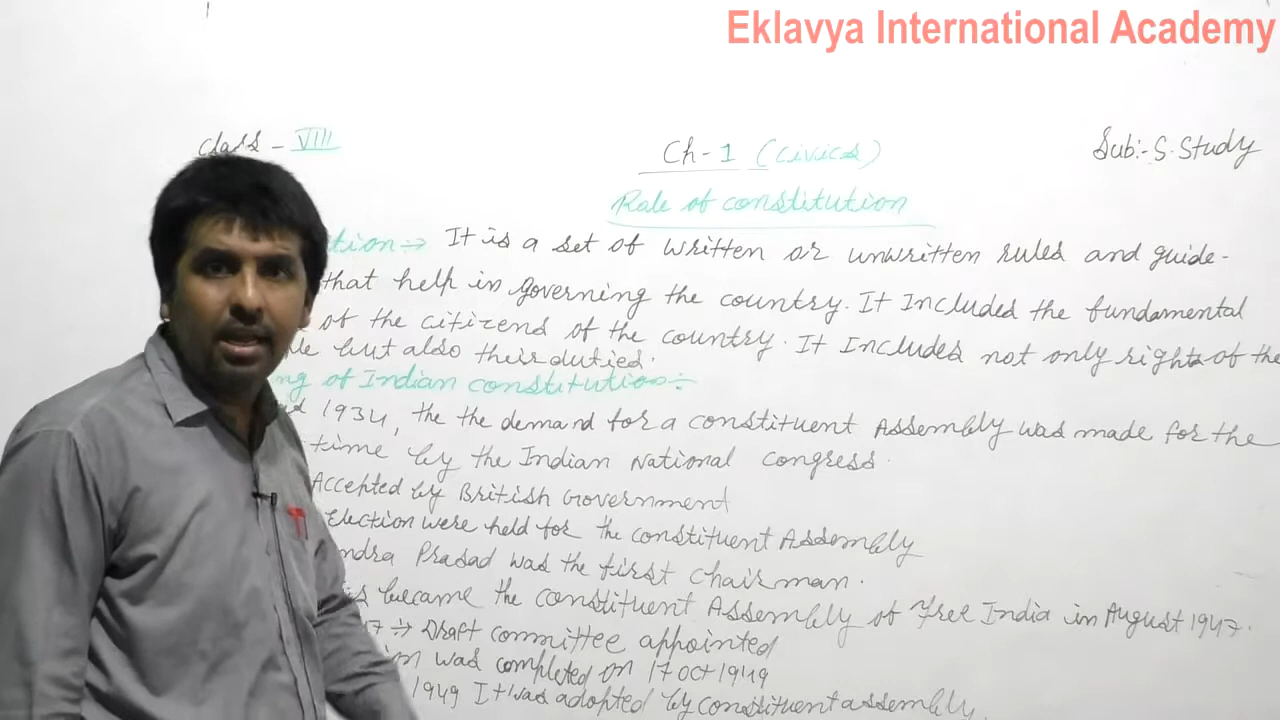 Eklavya International Academy
Class - VIII
Ch-1 (Civics)
Sub:- S. Study
Role of constitution
tion → It is a set of written or unwritten rules and guide-
that help in governing the country. It Included the fundamental
of the citizens of the country. It Includes not only rights of the
but also their duties.
ng of Indian constitution :-
1934, the the demand for a constituent Assembly was made for the
time by the Indian National congress.
Accepted by British Government
Election were held for the constituent Assembly
ndra Prasad was the first Chairman.
became the constituent Assembly of Free India in August 1947.
→ Draft committee appointed
on was completed on 17 oct 1949
1949 It was adopted by constituent assembly.